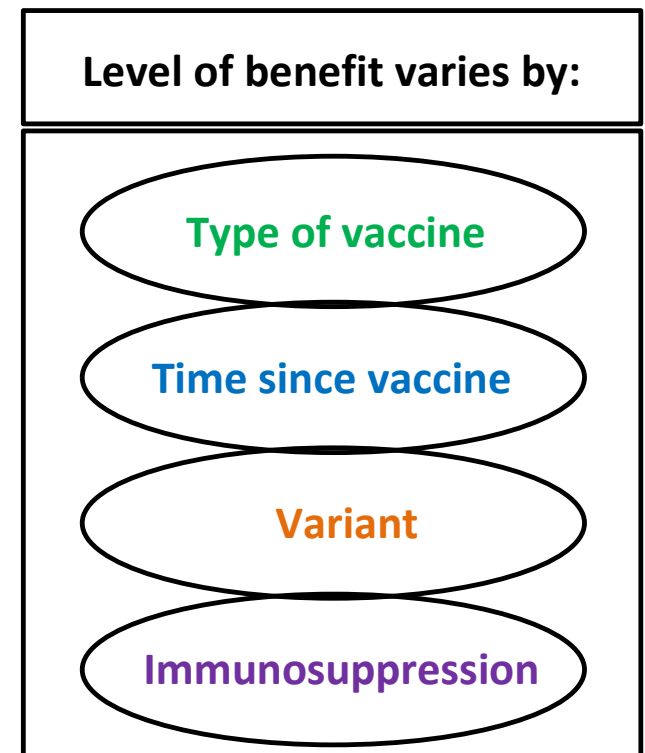 Level of benefit varies by:
Type of vaccine
Time since vaccine
Variant
Immunosuppression